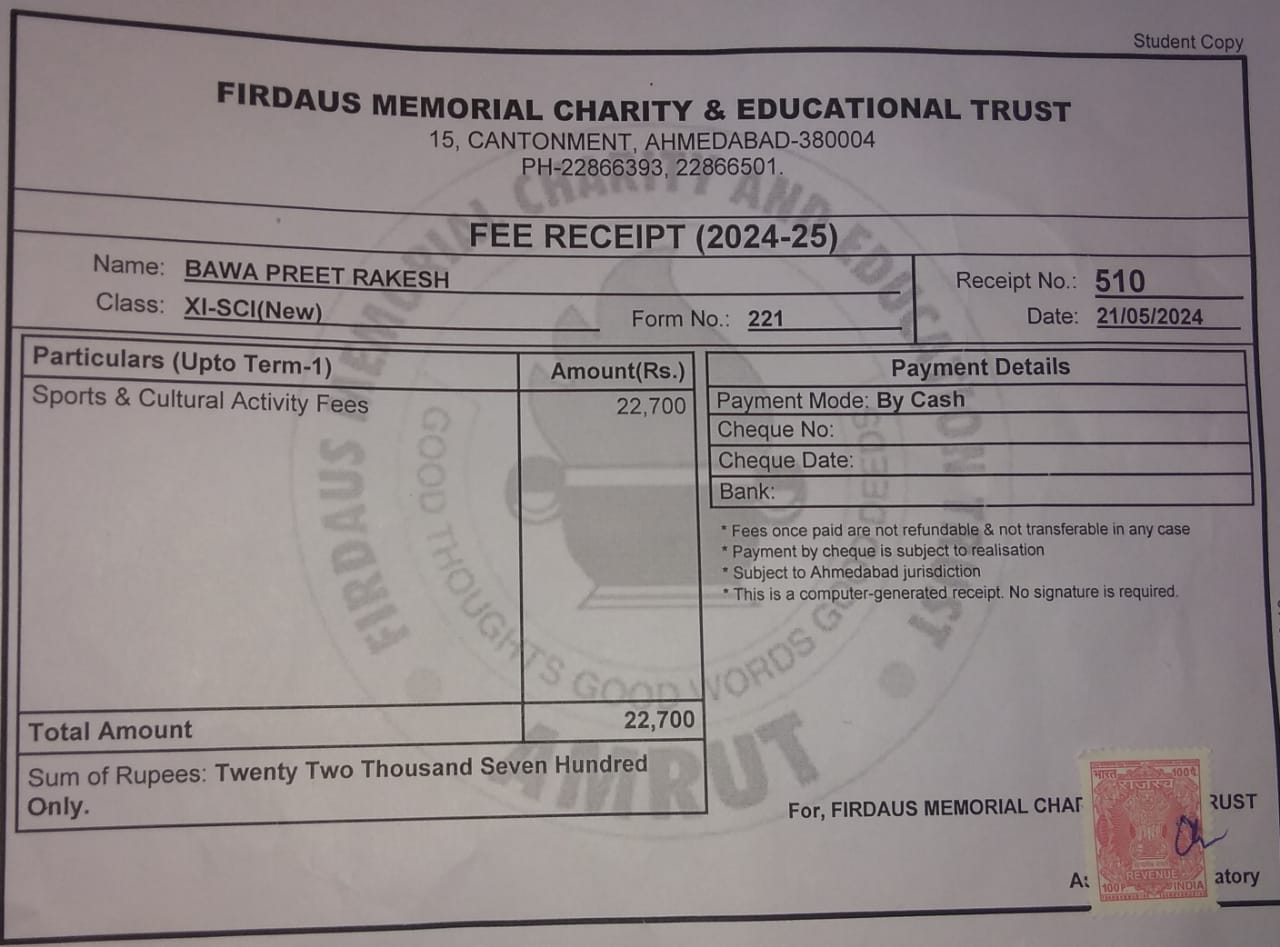 Student Copy
FIRDAUS MEMORIAL CHARITY & EDUCATIONAL TRUST
15, CANTONMENT, AHMEDABAD-380004
PH-22866393, 22866501.
FEE RECEIPT (2024-25)
Name: BAWA PREET RAKESH
Class: XI-SCI(New)
Form No.: 221
Receipt No.: 510
Date: 21/05/2024
Particulars (Upto Term-1) Amount(Rs.)
Sports & Cultural Activity Fees 22,700
Total Amount 22,700
Sum of Rupees: Twenty Two Thousand Seven Hundred
Only.
Payment Details
Payment Mode: By Cash
Cheque No:
Cheque Date:
Bank:
* Fees once paid are not refundable & not transferable in any case
* Payment by cheque is subject to realisation
* Subject to Ahmedabad jurisdiction
* This is a computer-generated receipt. No signature is required.
For, FIRDAUS MEMORIAL CHAR RUST
As atory
भारत 100प.
राजस्व
REVENUE
100P INDIA
FIRDAUS MEMORIAL CHARITY AND EDUCATION TRUST
GOOD THOUGHTS GOOD WORDS GOOD DEEDS
AMRUT